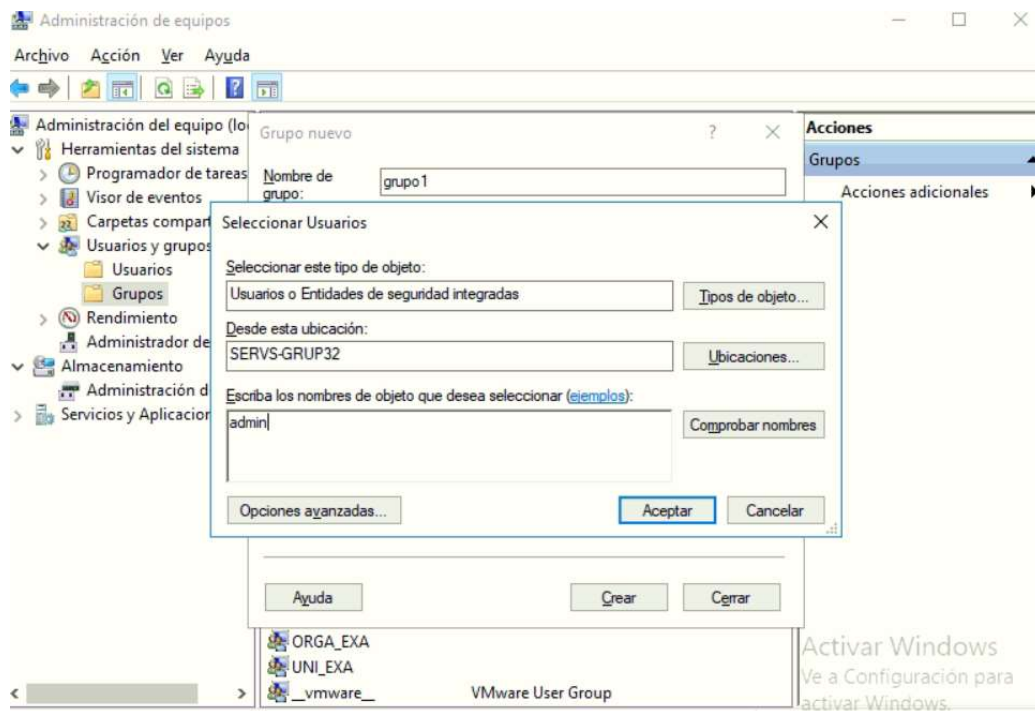 Administración de equipos
Archivo Acción Ver Ayuda
Administración del equipo (lo
Herramientas del sistema
Programador de tareas
Visor de eventos
Carpetas compart
Usuarios y grupos
Usuarios
Grupos
Rendimiento
Administrador de
Almacenamiento
Administración d
Servicios y Aplicacior
Grupo nuevo
Nombre de
grupo:
grupo1
Seleccionar Usuarios
Seleccionar este tipo de objeto:
Usuarios o Entidades de seguridad integradas
Tipos de objeto...
Desde esta ubicación:
SERVS-GRUP32
Ubicaciones...
Escriba los nombres de objeto que desea seleccionar (ejemplos):
admin
Comprobar nombres
Opciones avanzadas...
Aceptar
Cancelar
Ayuda
Crear
Cerrar
ORGA_EXA
UNI_EXA
__vmware__ VMware User Group
Acciones
Grupos
Acciones adicionales
Activar Windows
Ve a Configuración para
activar Windows.